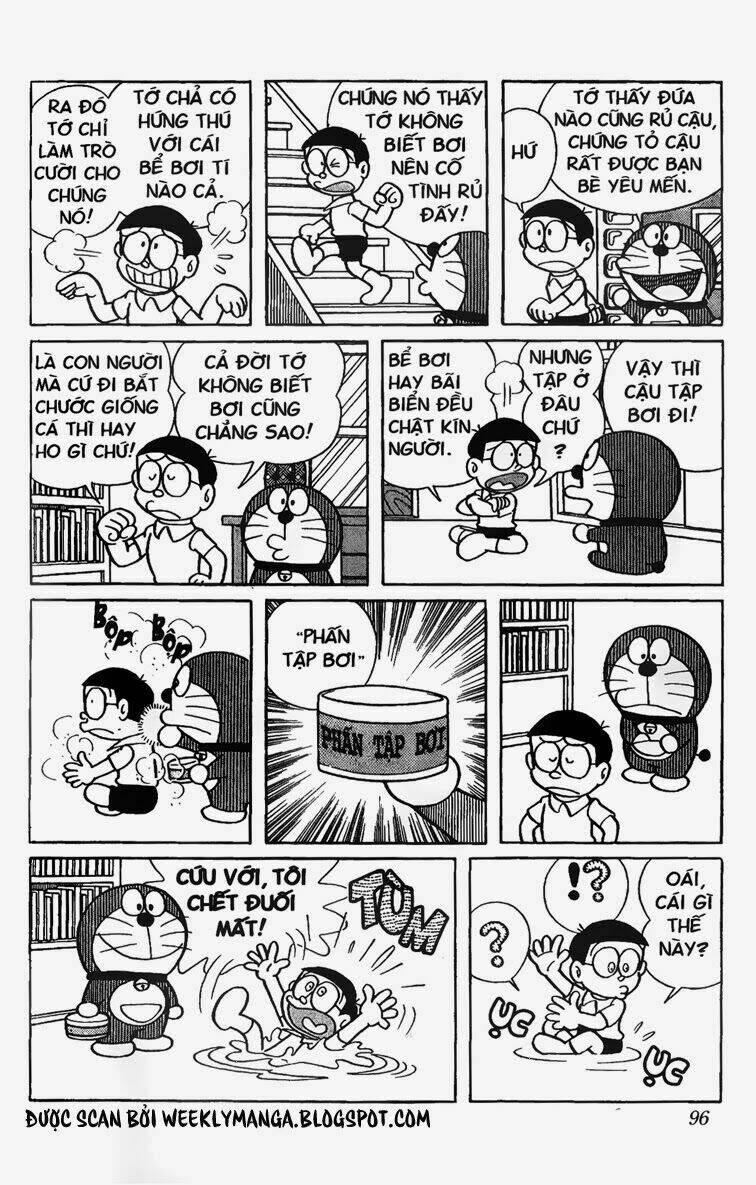 TỚ THẤY ĐỨA
NÀO CŨNG RỦ CẬU,
CHỨNG TỎ CẬU
RẤT ĐƯỢC BẠN
BÈ YÊU MẾN.
HỨ
CHỨNG NÓ THẤY
TỚ KHÔNG
BIẾT BƠI
NÊN CỐ
TÌNH RỦ
ĐẤY!
TỚ CHẢ CÓ
HỨNG THÚ
VỚI CÁI
BỂ BƠI TÍ
NÀO CẢ.
RA ĐÓ
TỚ CHỈ
LÀM TRÒ
CƯỜI CHO
CHÚNG
NÓ!
VẬY THÌ
CẬU TẬP
BƠI ĐI!
NHƯNG
TẬP Ở
ĐÂU
CHỨ
?
BỂ BƠI
HAY BÃI
BIỂN ĐỀU
CHẬT KÍN
NGƯỜI.
CẢ ĐỜI TỚ
KHÔNG BIẾT
BƠI CŨNG
CHẲNG SAO!
LÀ CON NGƯỜI
MÀ CỨ ĐI BẮT
CHƯỚC GIỐNG
CÁ THÌ HAY
HO GÌ CHỨ!
"PHẤN
TẬP BƠI"
PHẤN TẬP BƠI
BỘP
BỘP
OÁI,
CÁI GÌ
THẾ
NÀY?
!?
?
ỤC
ỤC
TÙM
CỨU VỚI, TÔI
CHẾT ĐUỐI
MẤT!
ĐƯỢC SCAN BỞI WEEKLYMANGA.BLOGSPOT.COM
96